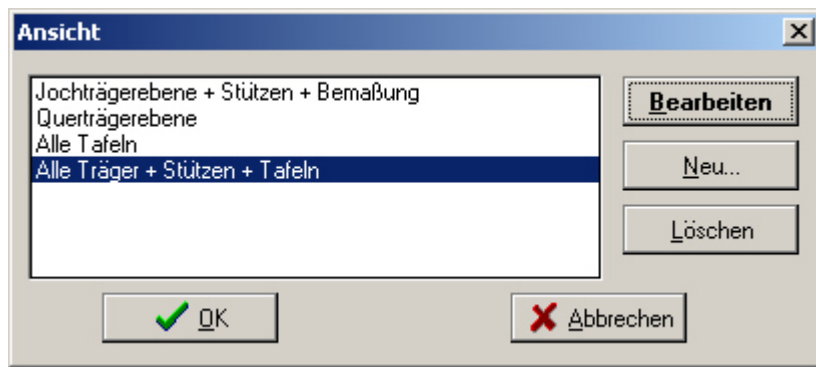 Ansicht
Jochträgerebene + Stützen + Bemaßung
Querträgerebene
Alle Tafeln
Alle Träger + Stützen + Tafeln
Bearbeiten
Neu...
Löschen
OK
Abbrechen